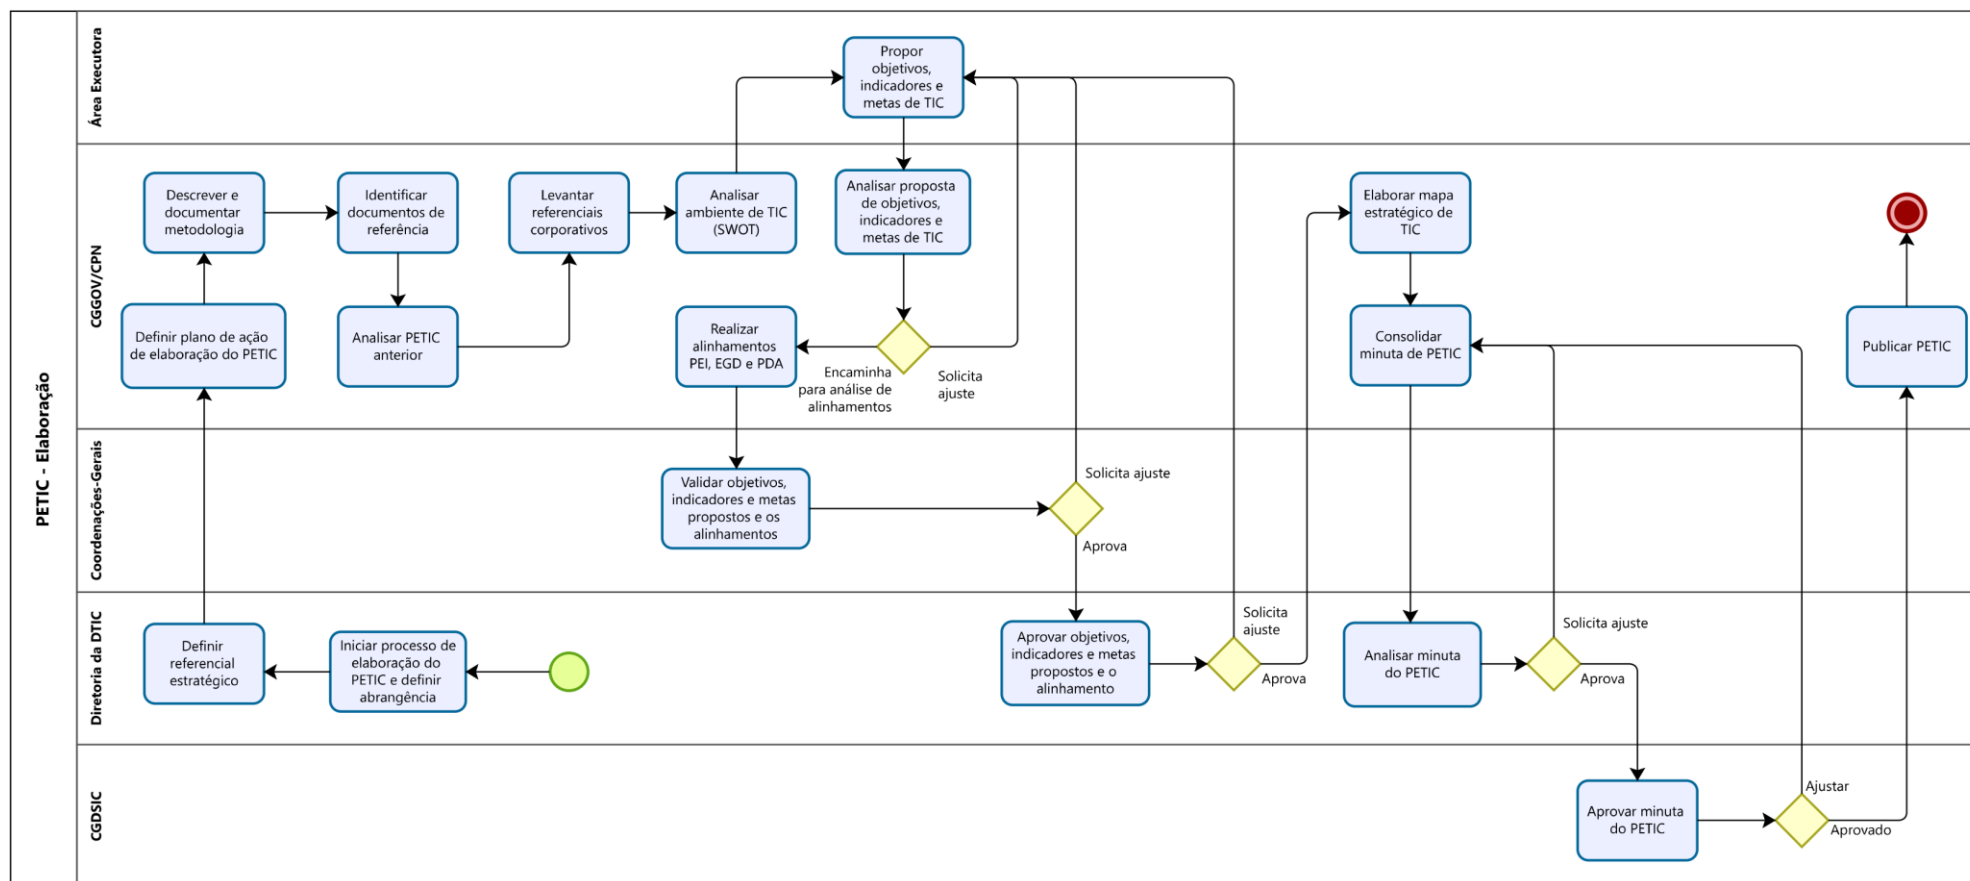 PETIC - Elaboração
Área Executora
Propor
objetivos,
indicadores e
metas de TIC
CGGOV/CPN
Descrever e
documentar
metodologia
Identificar
documentos de
referência
Levantar
referenciais
corporativos
Analisar
ambiente de TIC
(SWOT)
Analisar proposta
de objetivos,
indicadores e
metas de TIC
Elaborar mapa
estratégico de
TIC
Definir plano de ação
de elaboração do PETIC
Analisar PETIC
anterior
Realizar
alinhamentos
PEI, EGD e PDA
Encaminha
para análise de
alinhamentos
Solicita
ajuste
Consolidar
minuta de PETIC
Publicar PETIC
Coordenações-Gerais
Validar objetivos,
indicadores e metas
propostos e os
alinhamentos
Solicita ajuste
Aprova
Diretoria da DTIC
Definir
referencial
estratégico
Iniciar processo de
elaboração do
PETIC e definir
abrangência
Aprovar objetivos,
indicadores e metas
propostos e o
alinhamento
Solicita
ajuste
Aprova
Analisar minuta
do PETIC
Solicita ajuste
Aprova
CGDSIC
Aprovar minuta
do PETIC
Ajustar
Aprovado